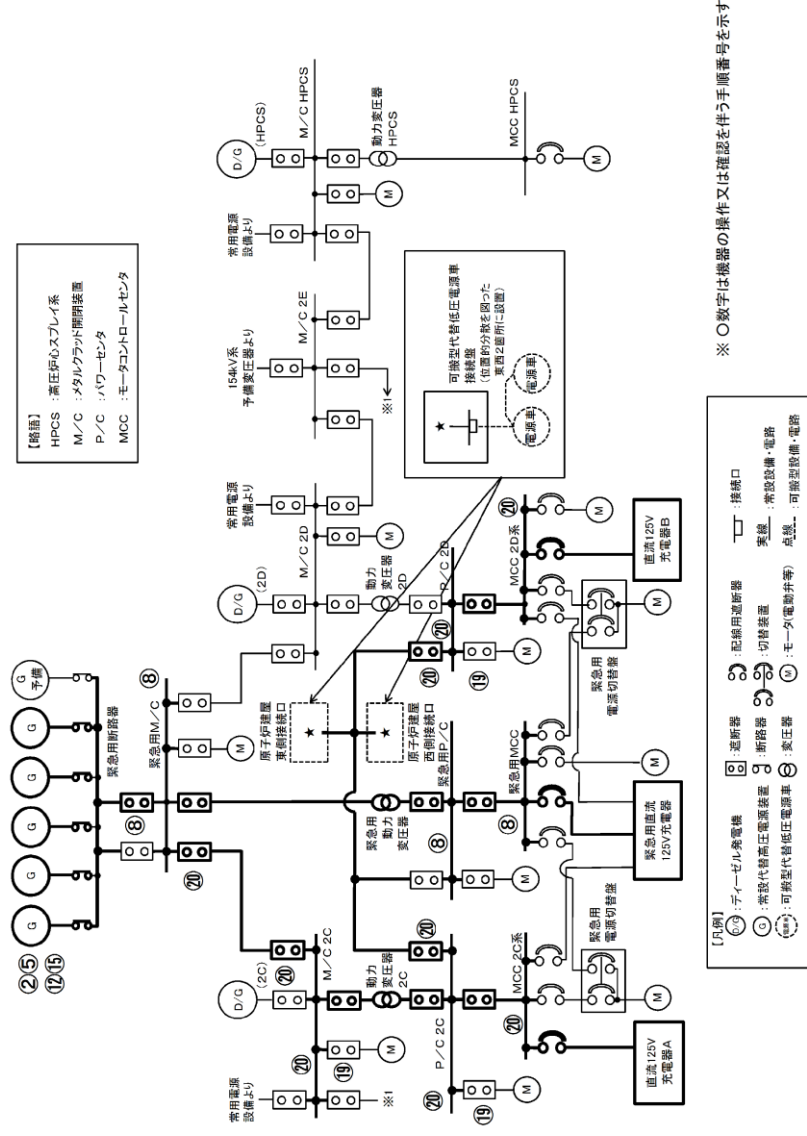 【略語】
HPCS :高圧炉心スプレイ系
M/C :メタルクラッド開閉装置
P/C :パワーセンタ
MCC :モータコントロールセンタ
②⑤
⑫⑮
G
G
G
G
G
G
予備
緊急用断路器
⑧
緊急用M/C
⑧
M
⑳
常用電源
設備より
D/G
(2C)
⑳
M/C 2C
⑳
⑲
M
※1
動力
変圧器
2C
緊急用
動力
変圧器
原子炉建屋
東側接続口
★
原子炉建屋
西側接続口
★
D/G
(2D)
常用電源
設備より
M/C 2D
M
動力
変圧器
2D
154kV系
予備変圧器より
M/C 2E
※1
常用電源
設備より
D/G
(HPCS)
M/C HPCS
M
動力変圧器
HPCS
MCC HPCS
M
可搬型代替低圧電源車
接続盤
(位置的分散を図った
東西2箇所に設置)
★
電源車
電源車
P/C 2C
⑳
⑳
⑲
M
緊急用P/C
⑧
M
P/C 2D
⑳
⑳
⑲
M
MCC 2C系
⑳
直流125V
充電器A
緊急用
電源切替盤
M
緊急用MCC
⑧
M
緊急用直流
125V充電器
MCC 2D系
⑳
M
緊急用
電源切替盤
M
直流125V
充電器B
【凡例】
D/G :ディーゼル発電機
G :常設代替高圧電源装置
電源車 :可搬型代替低圧電源車
:遮断器
:断路器
:変圧器
:配線用遮断器
:切替装置
M :モータ(電動弁等)
:接続口
実線 :常設設備・電路
点線 :可搬型設備・電路
※ ○数字は機器の操作又は確認を伴う手順番号を示す